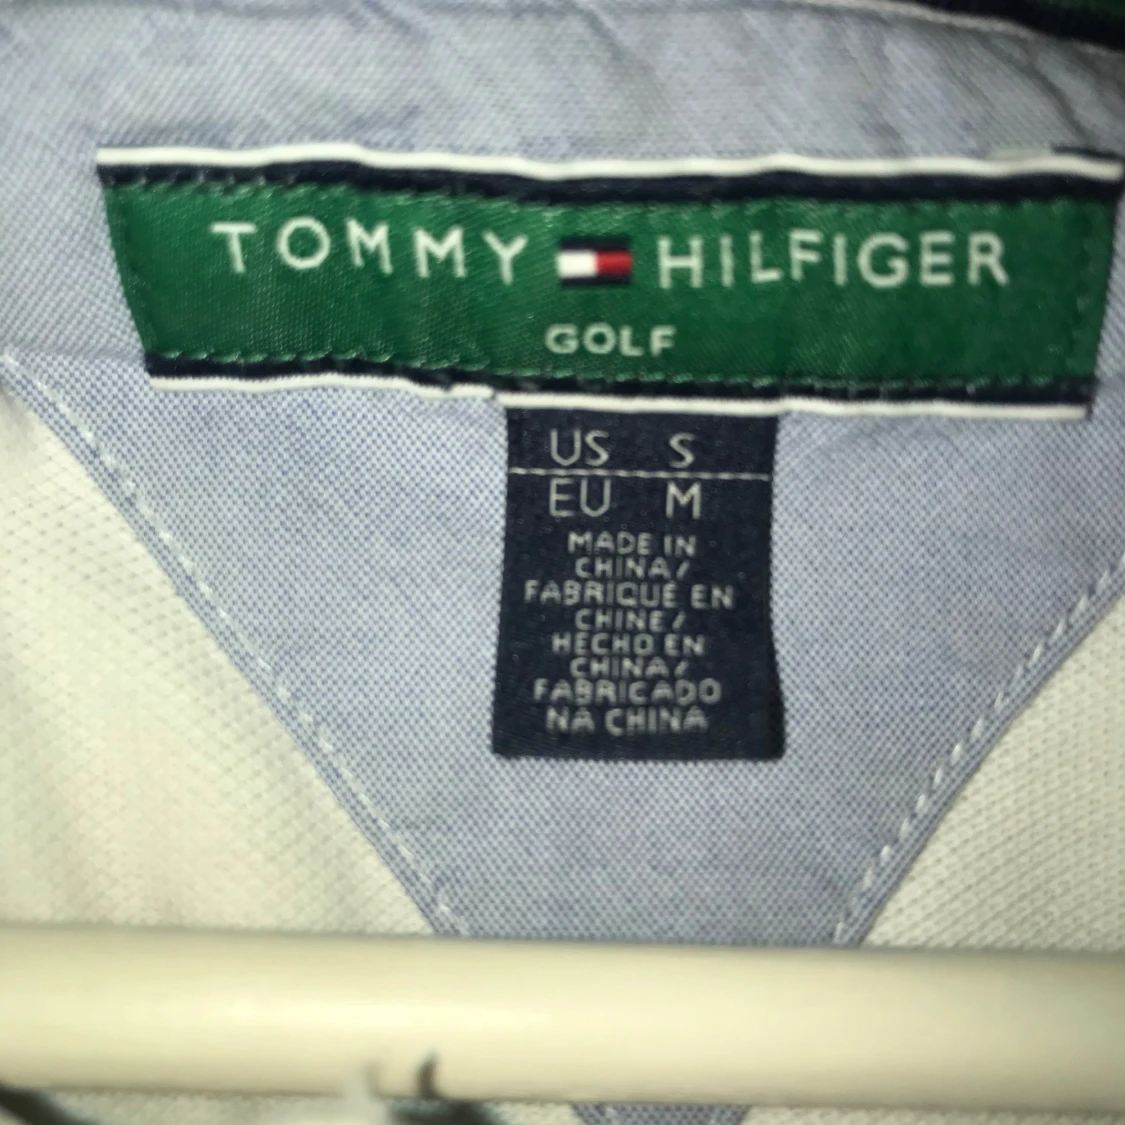 TOMMY HILFIGER
GOLF
US S
EU M
MADE IN
CHINA/
FABRIQUÉ EN
CHINE/
HECHO EN
CHINA/
FABRICADO
NA CHINA